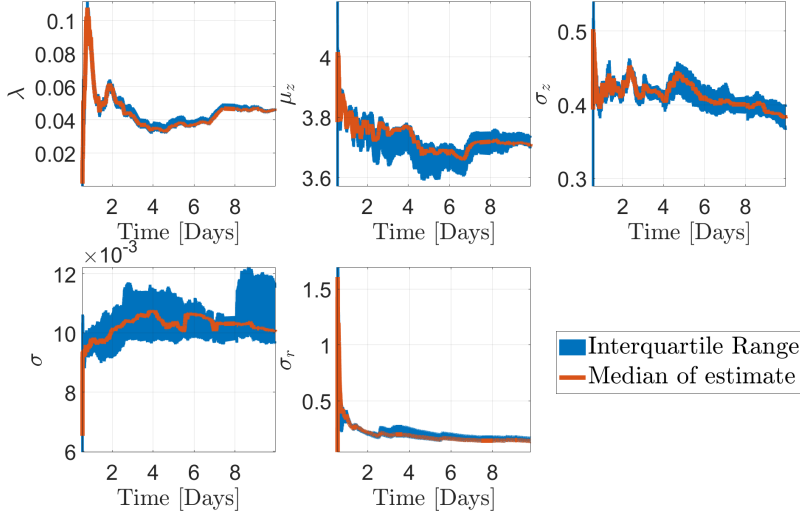 0.1
0.08
0.06
0.04
0.02
λ
2 4 6 8
Time [Days]
4
3.8
3.6
μz
2 4 6 8
Time [Days]
0.5
0.4
0.3
σz
2 4 6 8
Time [Days]
×10-3
12
10
8
6
σ
2 4 6 8
Time [Days]
1.5
1
0.5
σr
2 4 6 8
Time [Days]
Interquartile Range
Median of estimate